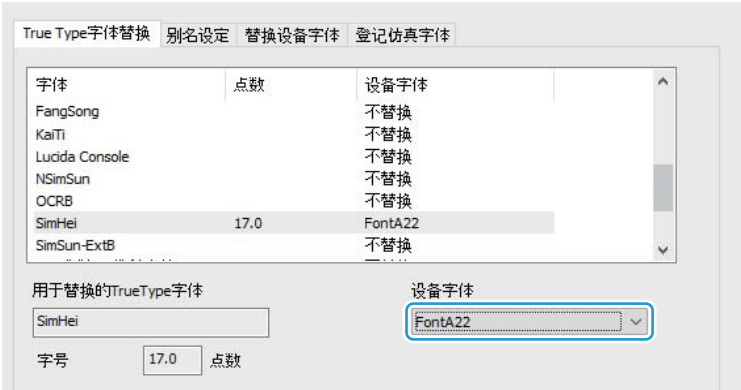 True Type字体替换 别名设定 替换设备字体 登记仿真字体
字体 点数 设备字体
FangSong 不替换
KaiTi 不替换
Lucida Console 不替换
NSimSun 不替换
OCRB 不替换
SimHei 17.0 FontA22
SimSun-ExtB 不替换
用于替换的TrueType字体 设备字体
SimHei FontA22
字号 17.0 点数